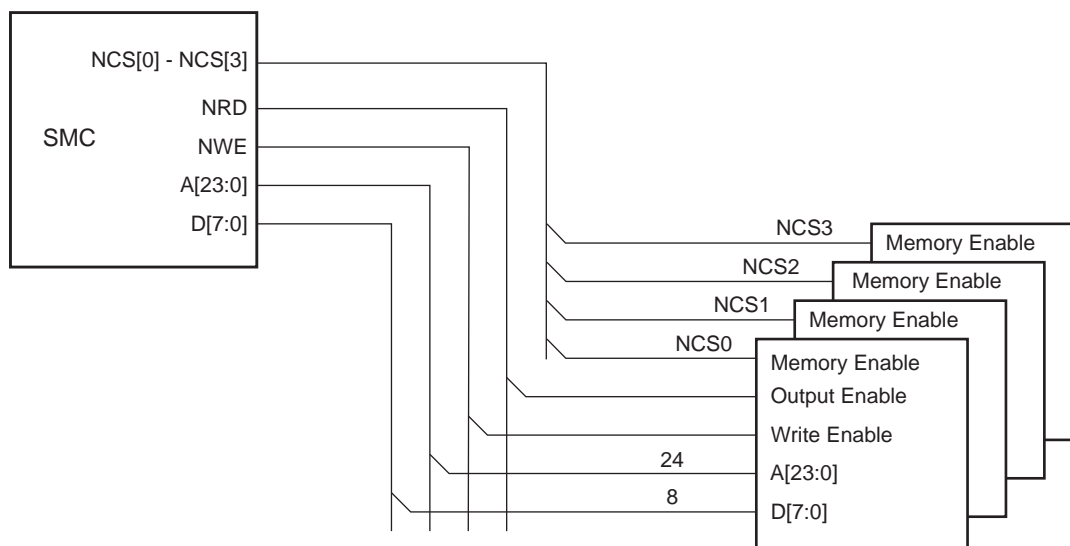 NCS[0] - NCS[3]
NRD
SMC
NWE
A[23:0]
D[7:0]
NCS3
Memory Enable
NCS2
Memory Enable
NCS1
Memory Enable
NCS0
Memory Enable
Output Enable
Write Enable
24
A[23:0]
8
D[7:0]